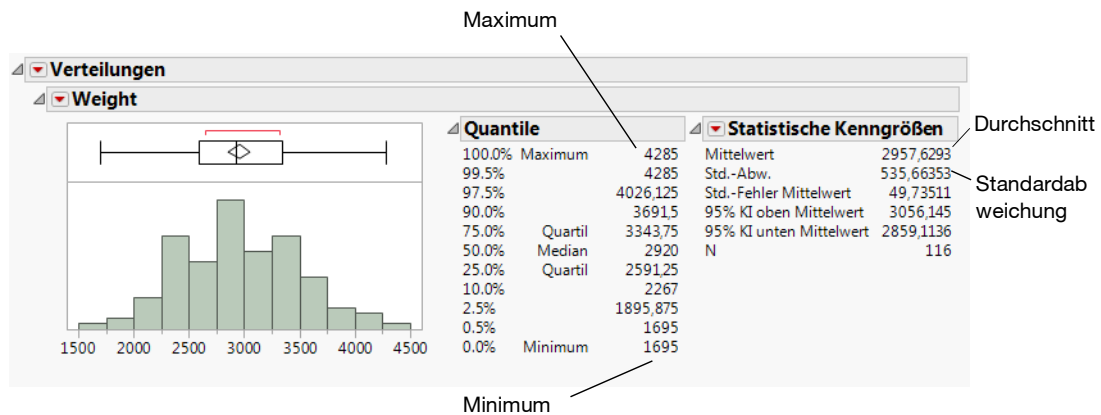 Maximum
Verteilungen
Weight
1500 2000 2500 3000 3500 4000 4500
Quantile
100.0% Maximum 4285
99.5% 4285
97.5% 4026,125
90.0% 3691,5
75.0% Quartil 3343,75
50.0% Median 2920
25.0% Quartil 2591,25
10.0% 2267
2.5% 1895,875
0.5% 1695
0.0% Minimum 1695
Statistische Kenngrößen
Mittelwert 2957,6293
Std.-Abw. 535,66353
Std.-Fehler Mittelwert 49,73511
95% KI oben Mittelwert 3056,145
95% KI unten Mittelwert 2859,1136
N 116
Durchschnitt
Standardab
weichung
Minimum